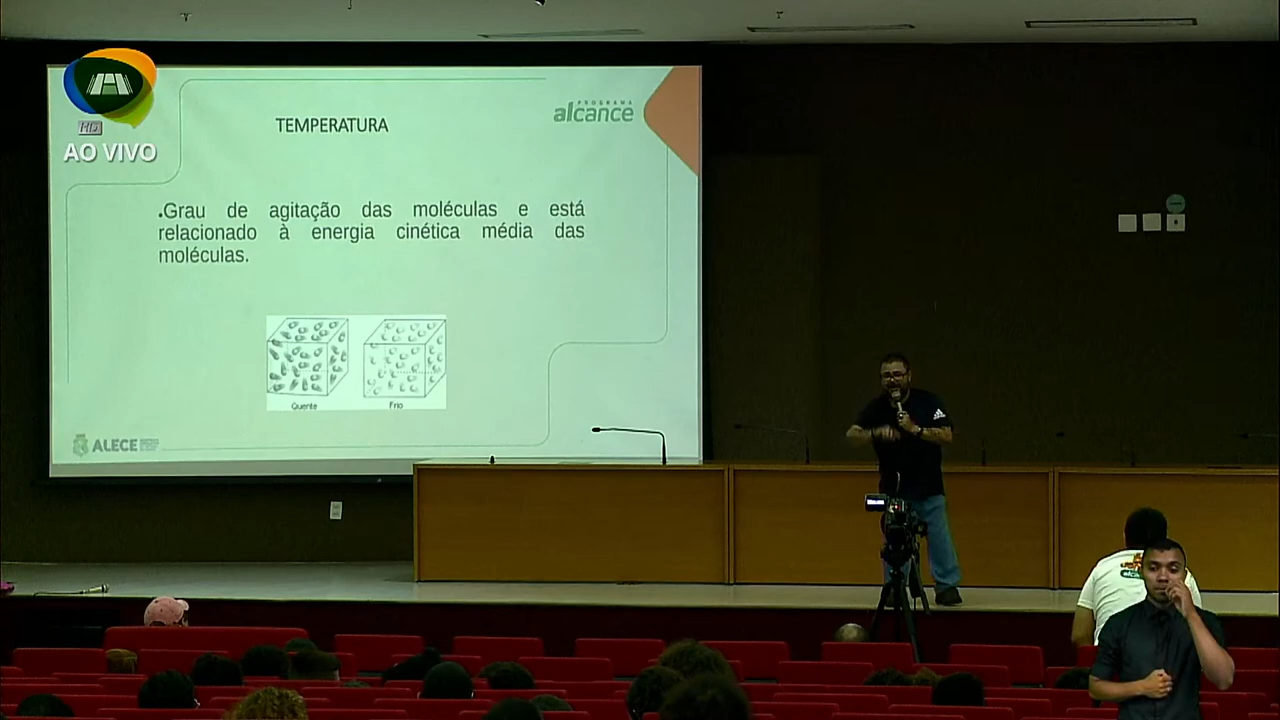 HD
AO VIVO
TEMPERATURA
PROGRAMA
alcance
.Grau de agitação das moléculas e está
relacionado à energia cinética média das
moléculas.
Quente
Frio
ALECE